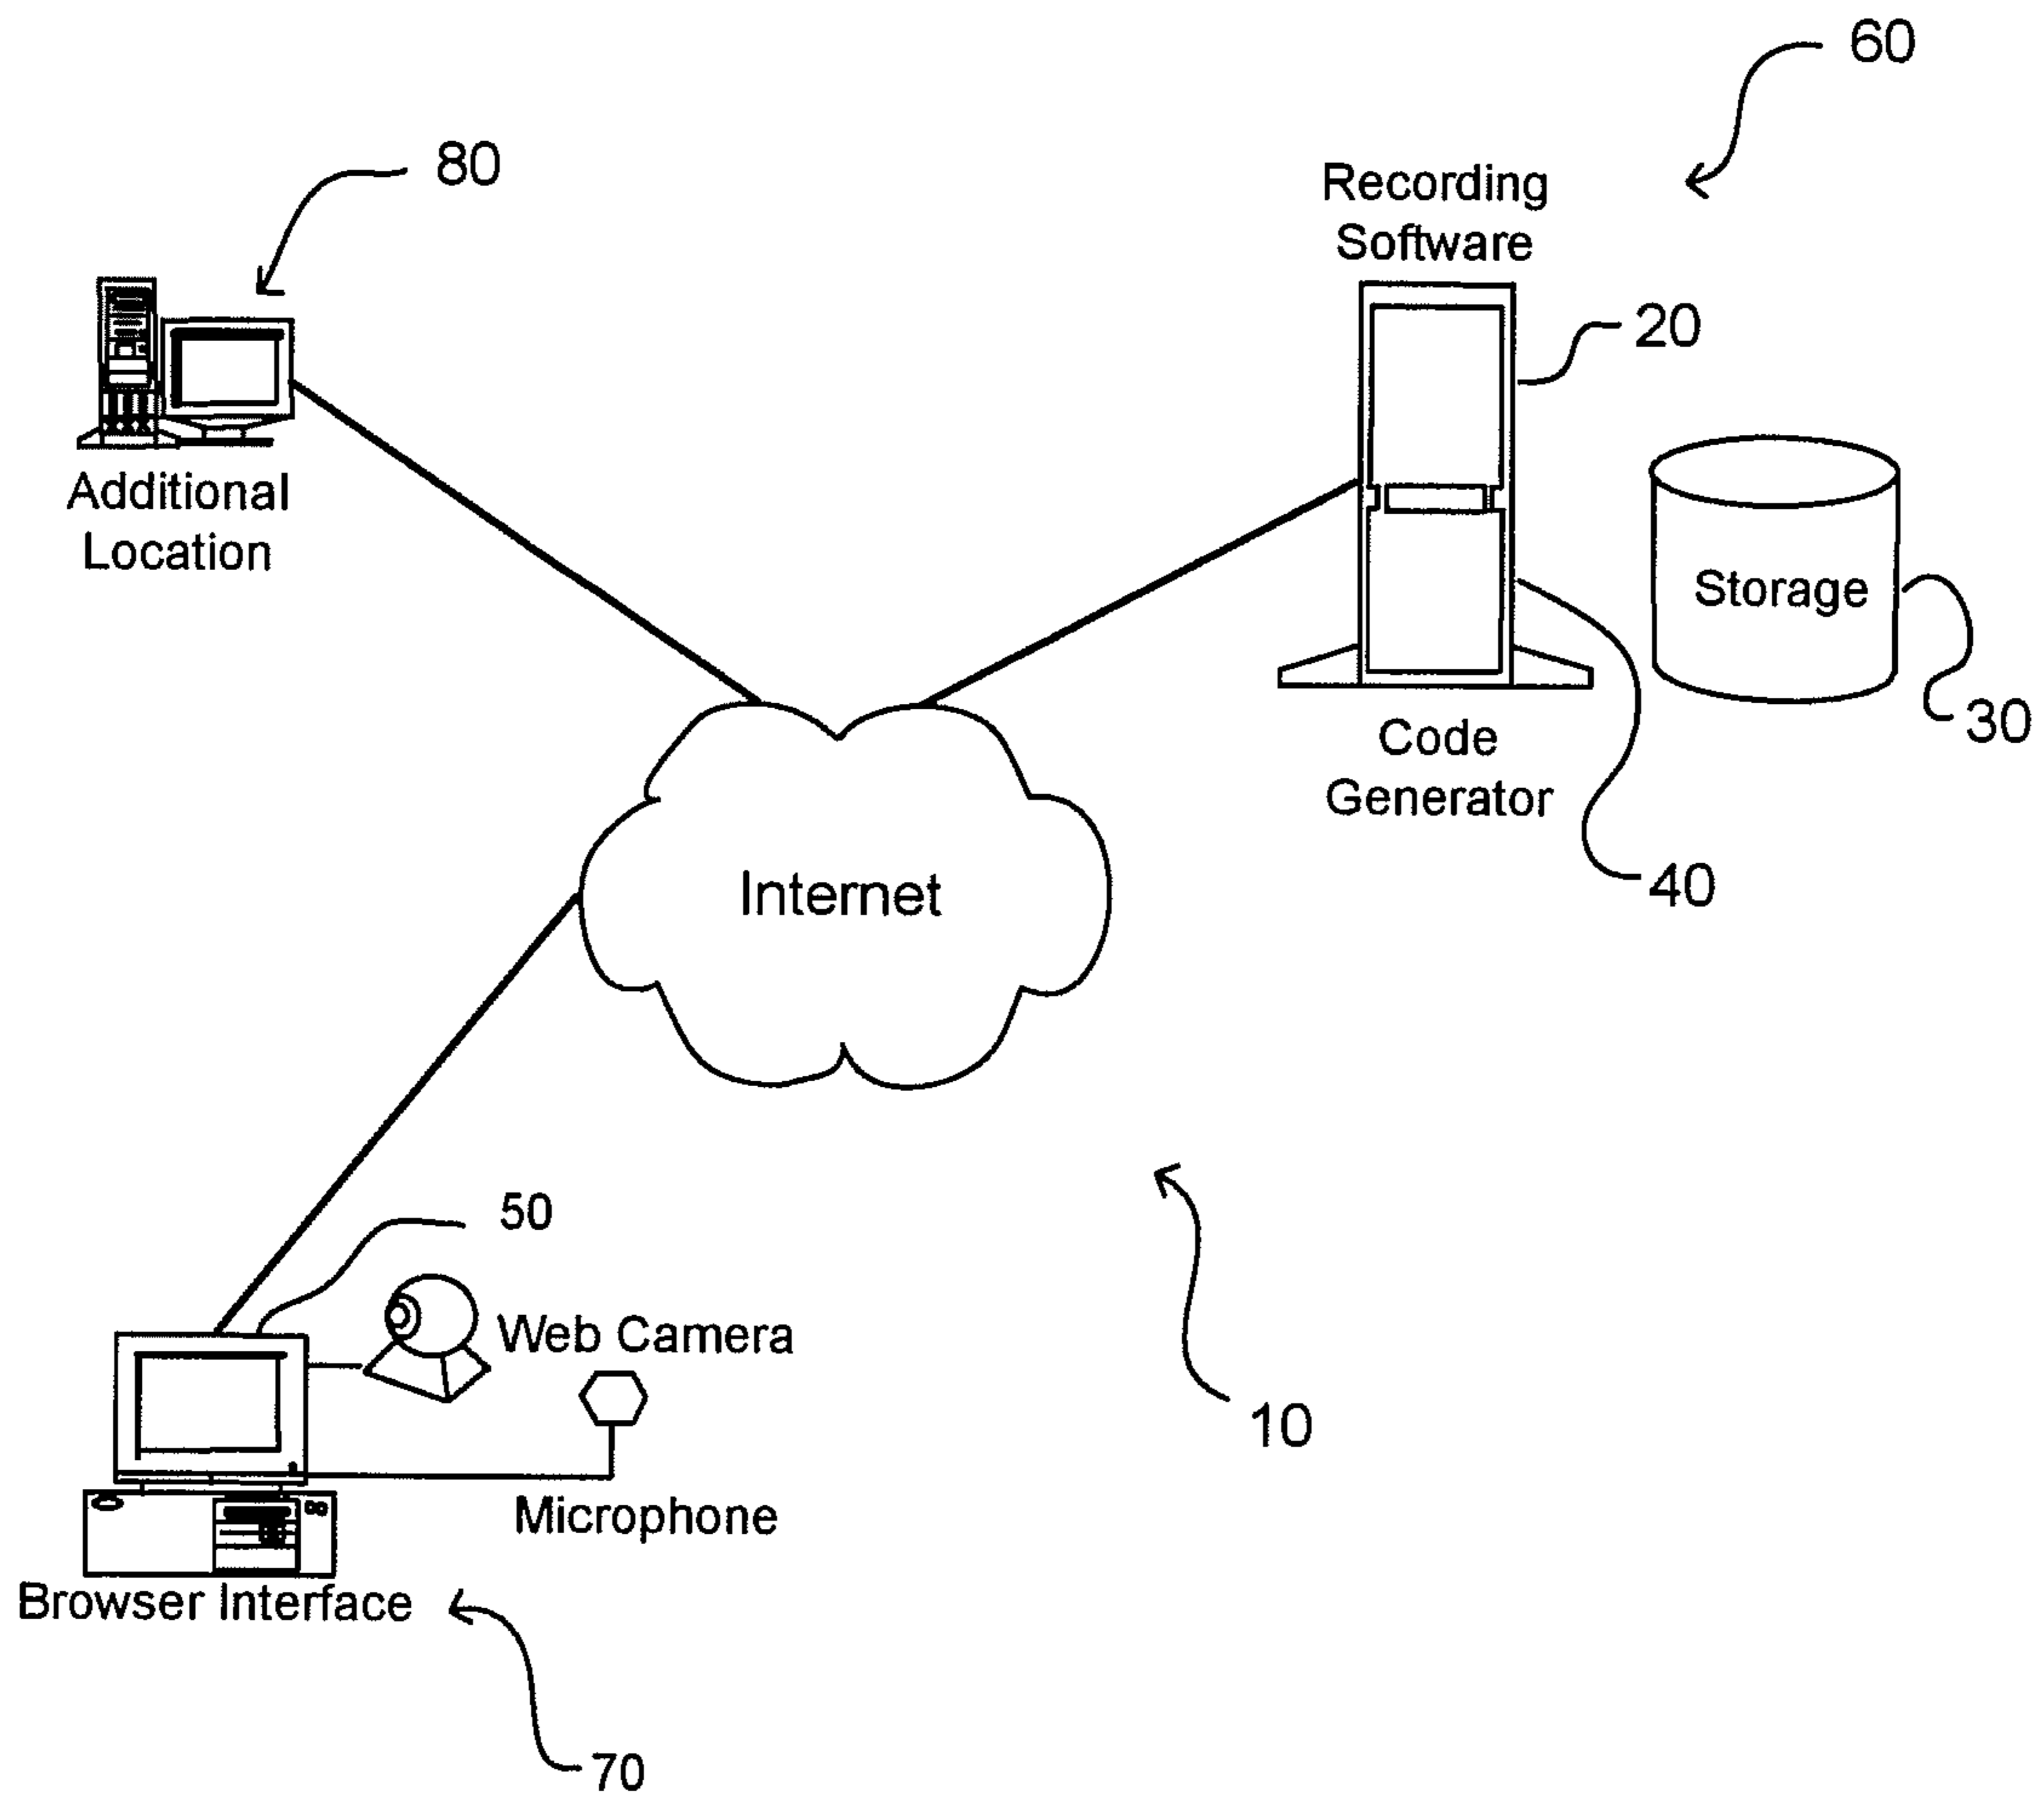 60
80
Recording
Software
20
Additional
Location
Storage
30
Code
Generator
40
Internet
50
Web Camera
10
Microphone
Browser Interface
70